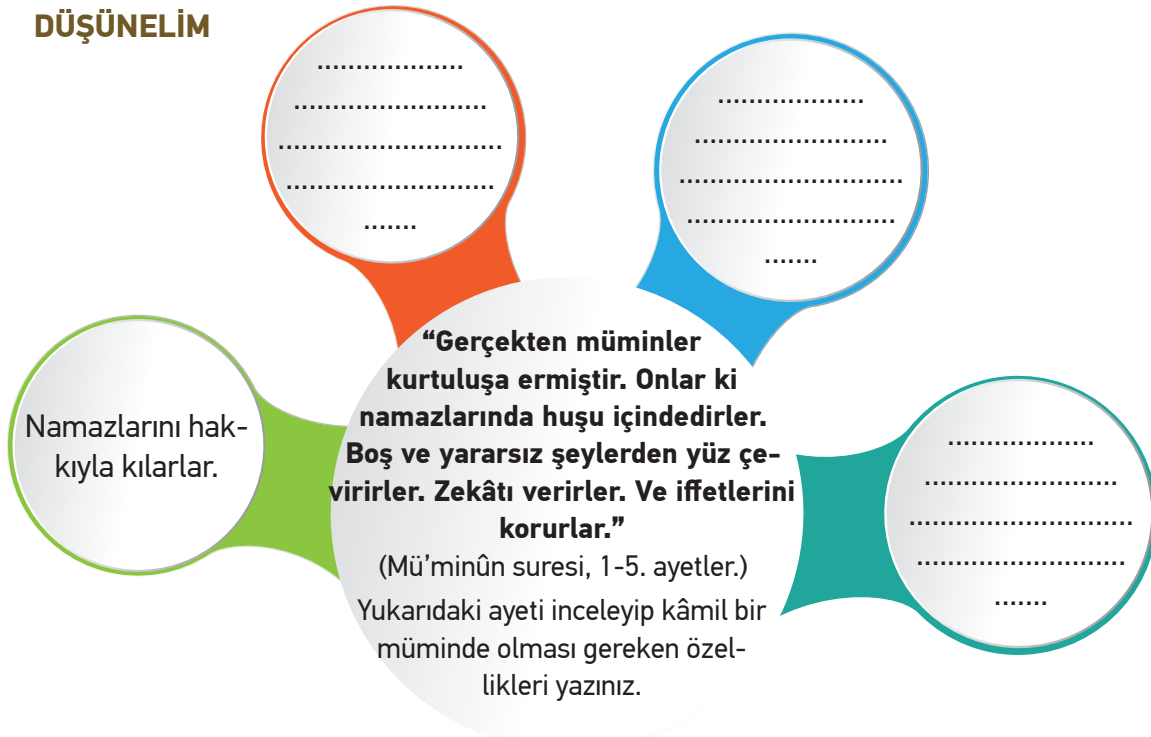 DÜŞÜNELİM
...................
.........................
.............................
...........................
.......
...................
.........................
.............................
...........................
.......
Namazlarını hak-
kıyla kılarlar.
“Gerçekten müminler
kurtuluşa ermiştir. Onlar ki
namazlarında huşu içindedirler.
Boş ve yararsız şeylerden yüz çe-
virirler. Zekâtı verirler. Ve iffetlerini
korurlar.”
(Mü’minûn suresi, 1-5. ayetler.)
Yukarıdaki ayeti inceleyip kâmil bir
müminde olması gereken özel-
likleri yazınız.
...................
.........................
.............................
...........................
.......